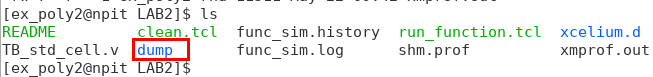 [ex_poly2@npit LAB2]$ ls
README clean.tcl func_sim.history run_function.tcl xcelium.d
TB_std_cell.v dump func_sim.log shm.prof xmprof.out
[ex_poly2@npit LAB2]$